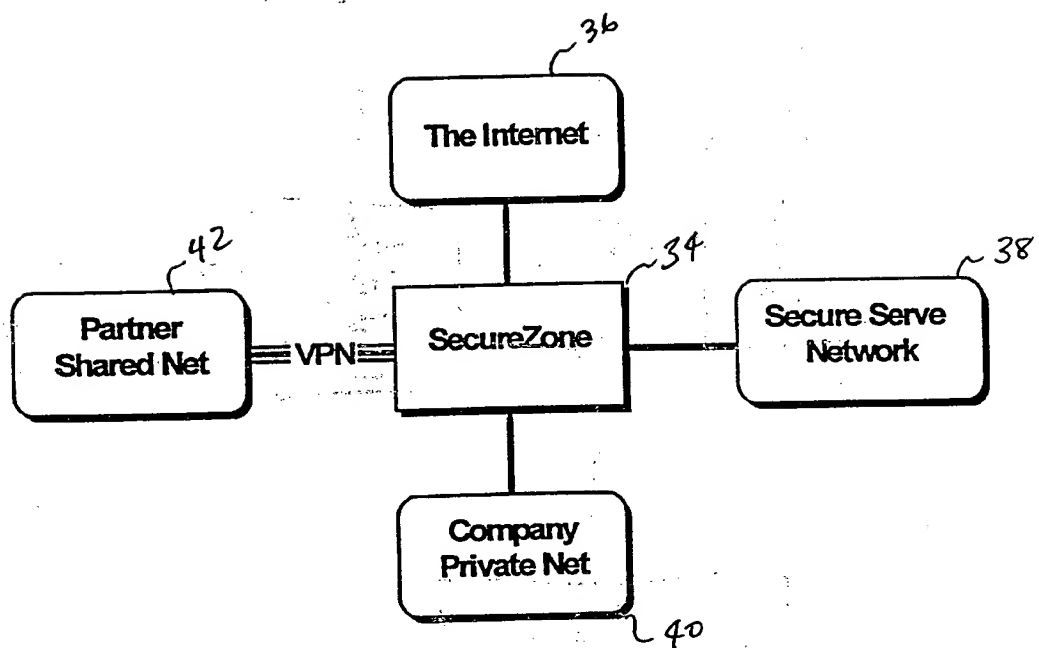 36
The Internet
42
34
38
Partner
Shared Net
VPN
SecureZone
Secure Serve
Network
Company
Private Net
40